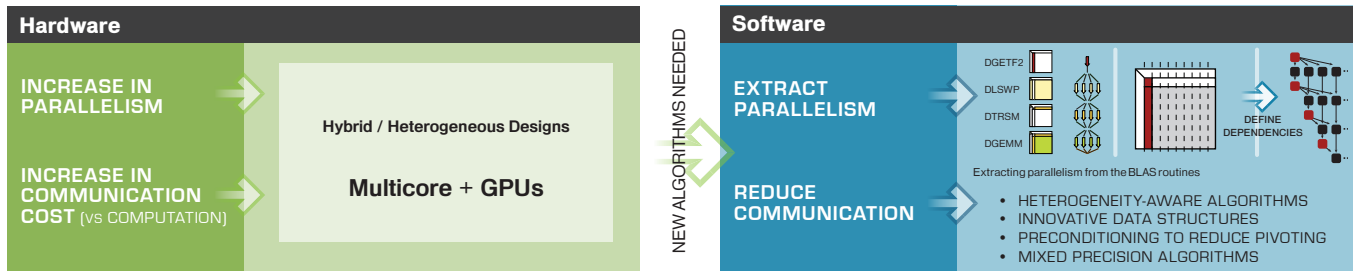 Hardware
INCREASE IN
PARALLELISM
INCREASE IN
COMMUNICATION
COST (VS COMPUTATION)
Hybrid / Heterogeneous Designs
Multicore + GPUs
NEW ALGORITHMS NEEDED
Software
EXTRACT
PARALLELISM
REDUCE
COMMUNICATION
DGETF2
DLSWP
DTRSM
DGEMM
DEFINE
DEPENDENCIES
Extracting parallelism from the BLAS routines
• HETEROGENEITY-AWARE ALGORITHMS
• INNOVATIVE DATA STRUCTURES
• PRECONDITIONING TO REDUCE PIVOTING
• MIXED PRECISION ALGORITHMS